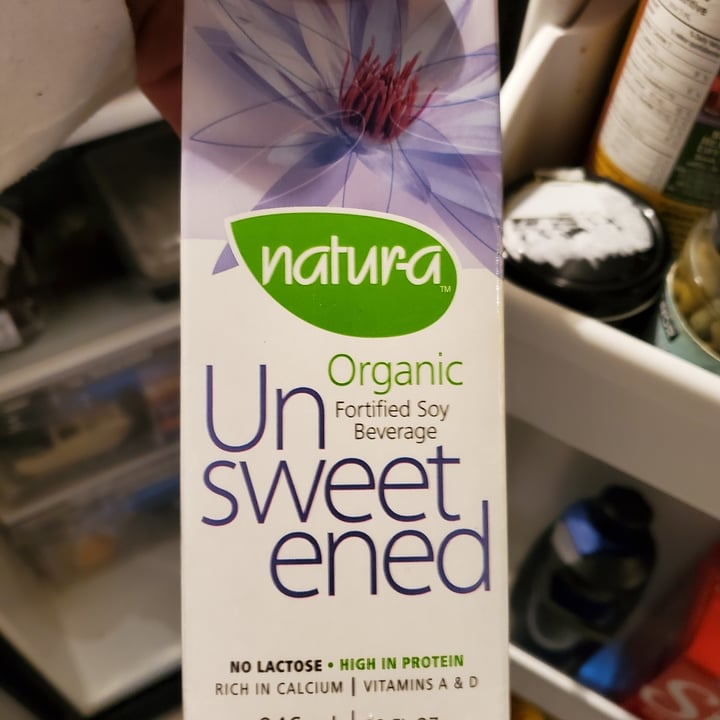 natur-a
TM
Organic
Fortified Soy
Beverage
Un
sweet
ened
NO LACTOSE • HIGH IN PROTEIN
RICH IN CALCIUM | VITAMINS A & D